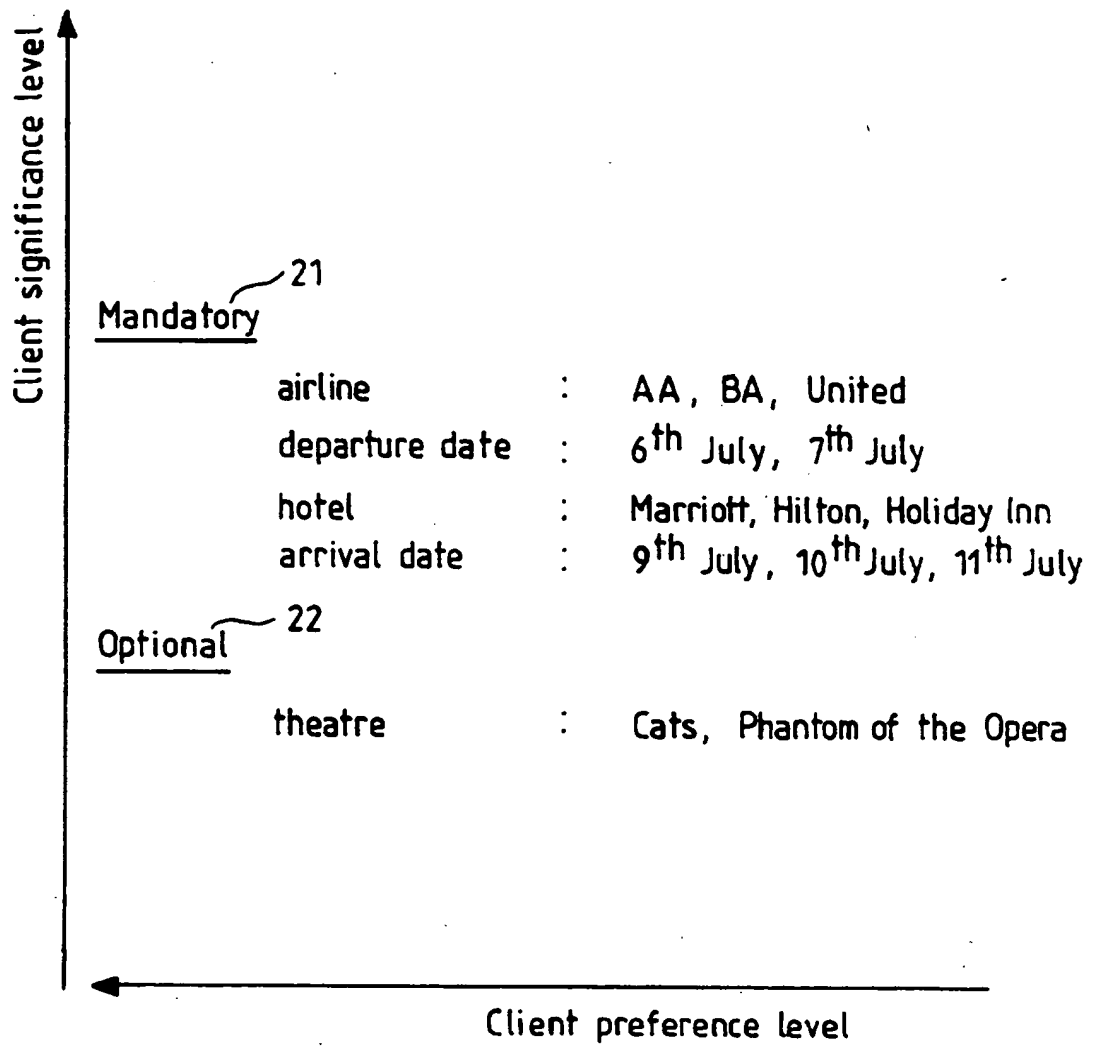 Client significance level
21
Mandatory
airline : AA, BA, United
departure date : 6th July, 7th July
hotel : Marriott, Hilton, Holiday Inn
arrival date : 9th July, 10th July, 11th July
22
Optional
theatre : Cats, Phantom of the Opera
Client preference level